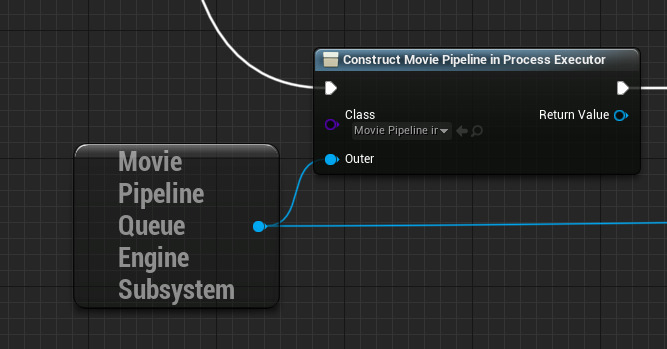 Construct Movie Pipeline in Process Executor
Class
Movie Pipeline ir
Return Value
Outer
Movie
Pipeline
Queue
Engine
Subsystem